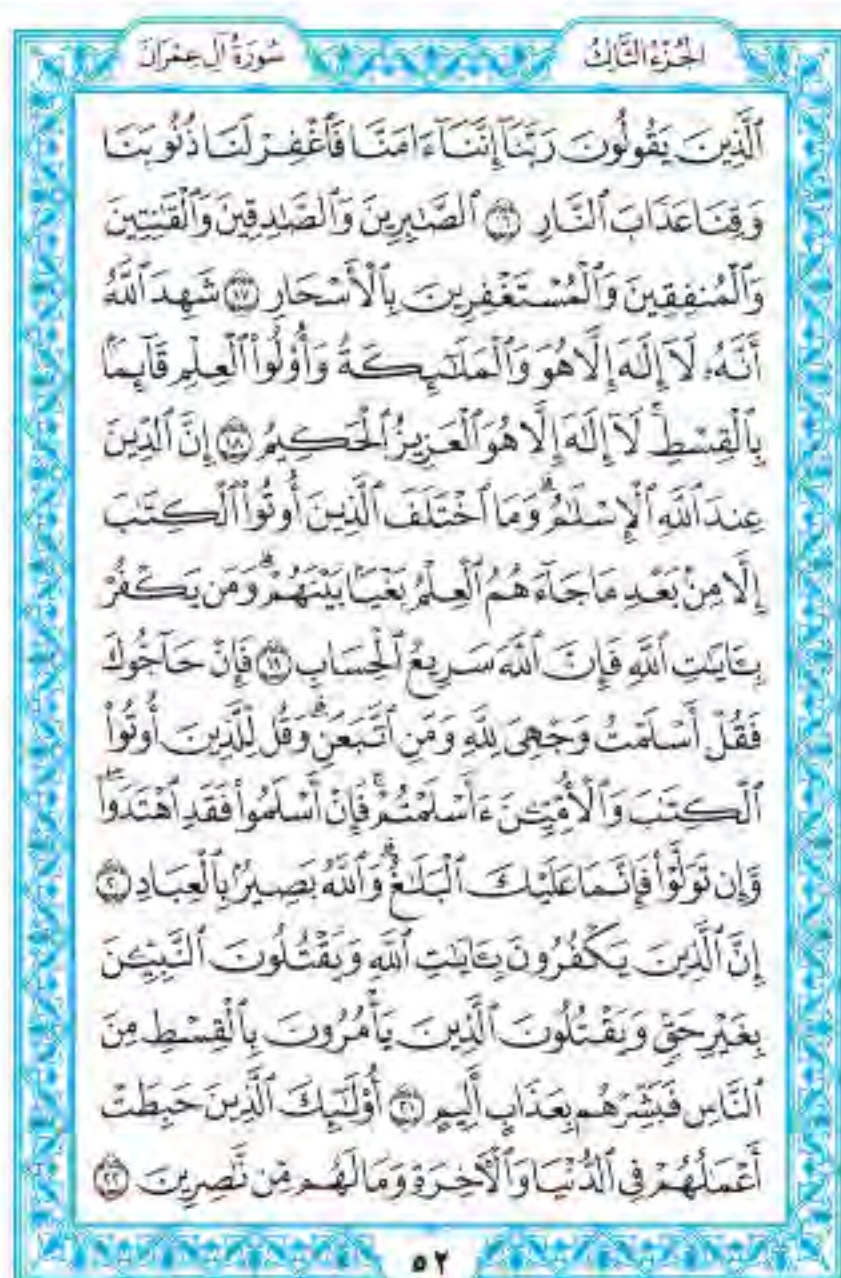 الجُزْءُ الثَّالِثُ
سُورَةُ آلِ عِمْرَانَ
ٱلَّذِينَ يَقُولُونَ رَبَّنَآ إِنَّنَآ ءَامَنَّا فَٱغْفِرْ لَنَا ذُنُوبَنَا
وَقِنَا عَذَابَ ٱلنَّارِ ١٦ ٱلصَّٰبِرِينَ وَٱلصَّٰدِقِينَ وَٱلْقَٰنِتِينَ
وَٱلْمُنفِقِينَ وَٱلْمُسْتَغْفِرِينَ بِٱلْأَسْحَارِ ١٧ شَهِدَ ٱللَّهُ
أَنَّهُۥ لَآ إِلَٰهَ إِلَّا هُوَ وَٱلْمَلَٰٓئِكَةُ وَأُو۟لُوا۟ ٱلْعِلْمِ قَآئِمًۢا
بِٱلْقِسْطِ ۚ لَآ إِلَٰهَ إِلَّا هُوَ ٱلْعَزِيزُ ٱلْحَكِيمُ ١٨ إِنَّ ٱلدِّينَ
عِندَ ٱللَّهِ ٱلْإِسْلَٰمُ ۗ وَمَا ٱخْتَلَفَ ٱلَّذِينَ أُوتُوا۟ ٱلْكِتَٰبَ
إِلَّا مِنۢ بَعْدِ مَا جَآءَهُمُ ٱلْعِلْمُ بَغْيًۢا بَيْنَهُمْ ۗ وَمَن يَكْفُرْ
بِـَٔايَٰتِ ٱللَّهِ فَإِنَّ ٱللَّهَ سَرِيعُ ٱلْحِسَابِ ١٩ فَإِنْ حَآجُّوكَ
فَقُلْ أَسْلَمْتُ وَجْهِىَ لِلَّهِ وَمَنِ ٱتَّبَعَنِ ۗ وَقُل لِّلَّذِينَ أُوتُوا۟
ٱلْكِتَٰبَ وَٱلْأُمِّيِّـۧنَ ءَأَسْلَمْتُمْ ۚ فَإِنْ أَسْلَمُوا۟ فَقَدِ ٱهْتَدَوا۟ ۖ
وَّإِن تَوَلَّوْا۟ فَإِنَّمَا عَلَيْكَ ٱلْبَلَٰغُ ۗ وَٱللَّهُ بَصِيرٌۢ بِٱلْعِبَادِ ٢٠
إِنَّ ٱلَّذِينَ يَكْفُرُونَ بِـَٔايَٰتِ ٱللَّهِ وَيَقْتُلُونَ ٱلنَّبِيِّـۧنَ
بِغَيْرِ حَقٍّ وَيَقْتُلُونَ ٱلَّذِينَ يَأْمُرُونَ بِٱلْقِسْطِ مِنَ
ٱلنَّاسِ فَبَشِّرْهُم بِعَذَابٍ أَلِيمٍ ٢١ أُو۟لَٰٓئِكَ ٱلَّذِينَ حَبِطَتْ
أَعْمَٰلُهُمْ فِى ٱلدُّنْيَا وَٱلْءَاخِرَةِ وَمَا لَهُم مِّن نَّٰصِرِينَ ٢٢
٥٢